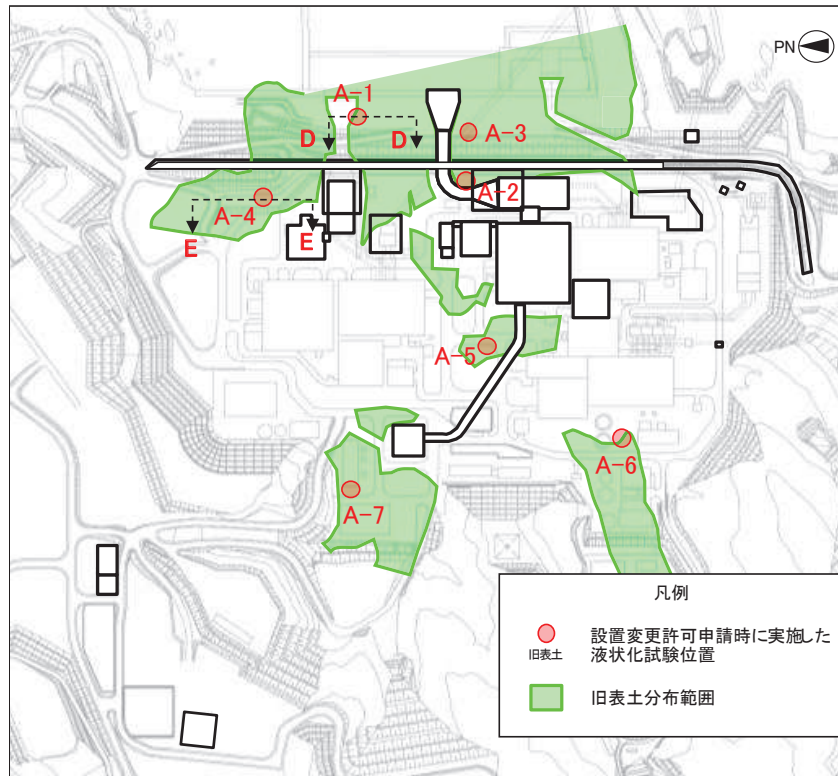 PN
A-1
D
D
A-3
A-2
A-4
E
E
A-5
A-6
A-7
凡例
旧表土
設置変更許可申請時に実施した
液状化試験位置
旧表土分布範囲